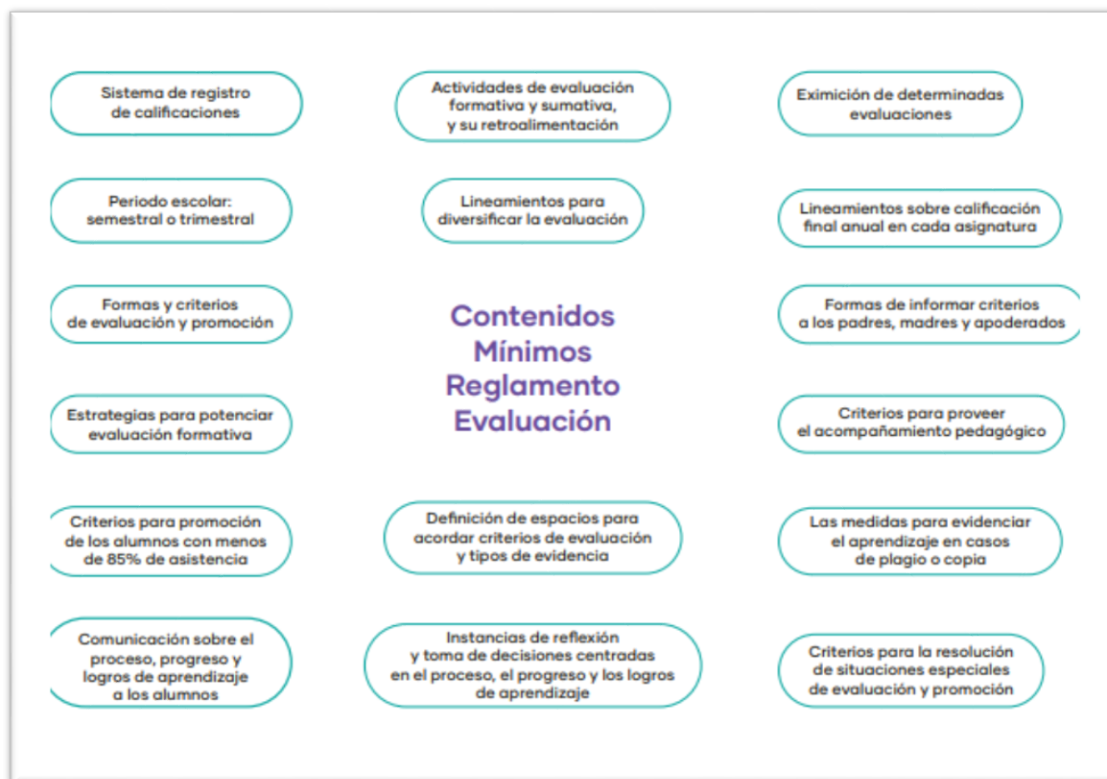 Sistema de registro
de calificaciones
Actividades de evaluación
formativa y sumativa,
y su retroalimentación
Eximición de determinadas
evaluaciones
Periodo escolar:
semestral o trimestral
Lineamientos para
diversificar la evaluación
Lineamientos sobre calificación
final anual en cada asignatura
Formas y criterios
de evaluación y promoción
Contenidos
Mínimos
Reglamento
Evaluación
Formas de informar criterios
a los padres, madres y apoderados
Estrategias para potenciar
evaluación formativa
Criterios para proveer
el acompañamiento pedagógico
Criterios para promoción
de los alumnos con menos
de 85% de asistencia
Definición de espacios para
acordar criterios de evaluación
y tipos de evidencia
Las medidas para evidenciar
el aprendizaje en casos
de plagio o copia
Comunicación sobre el
proceso, progreso y
logros de aprendizaje
a los alumnos
Instancias de reflexión
y toma de decisiones centradas
en el proceso, el progreso y los logros
de aprendizaje
Criterios para la resolución
de situaciones especiales
de evaluación y promoción